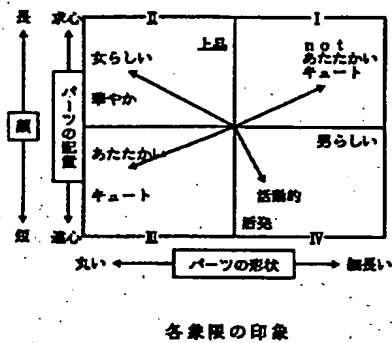 長 求心 Ⅱ Ⅰ
上品
女らしい
not
あたたかい
キュート
華やか
顔
パーツの配置
男らしい
あたたかい
キュート
活動的
活発
短 遠心 Ⅲ Ⅳ
丸い パーツの形状 細長い
各象限の印象